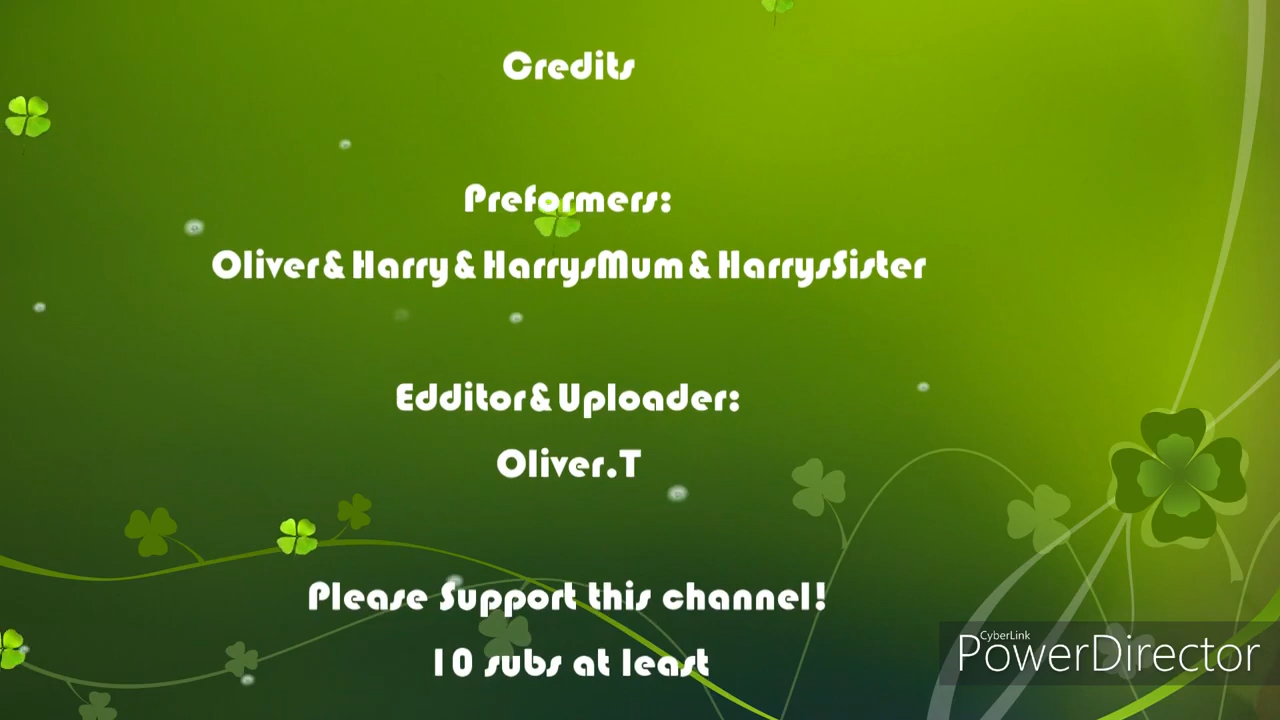 Credits
Preformers:
Oliver& Harry & HarrysMum & HarrysSister
Edditor& Uploader:
Oliver.T
Please Support this channel!
10 subs at least
CyberLink
PowerDirector